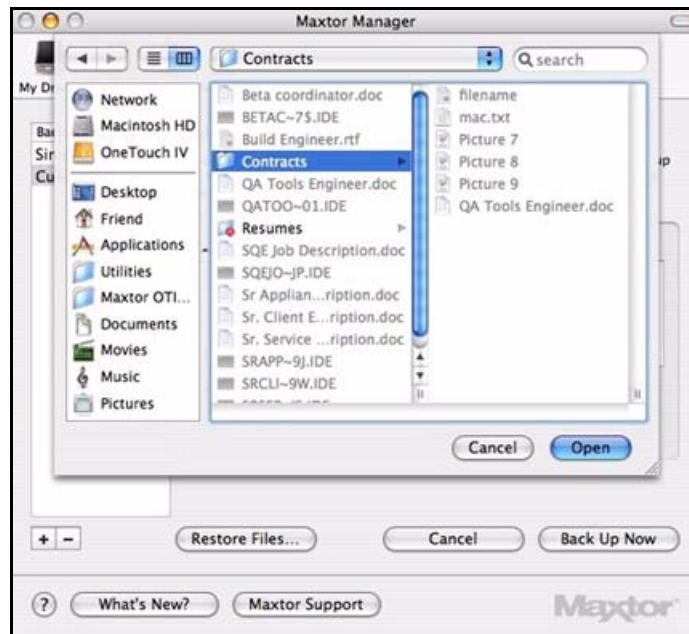 Maxtor Manager
Contracts
search
My Dr
Network
Macintosh HD
OneTouch IV
Desktop
Friend
Applications
Utilities
Maxtor OTI...
Documents
Movies
Music
Pictures
Beta coordinator.doc
BETAC~7$.IDE
Build Engineer.rtf
Contracts
QA Tools Engineer.doc
QATOO~01.IDE
Resumes
SQE Job Description.doc
SQEJO~JP.IDE
Sr Applian...ription.doc
Sr. Client E...ription.doc
Sr. Service ...ription.doc
SRAPP~9J.IDE
SRCLI~9W.IDE
filename
mac.txt
Picture 7
Picture 8
Picture 9
QA Tools Engineer.doc
Ba
Sir
Cu
up
Cancel
Open
+ −
Restore Files...
Cancel
Back Up Now
?
What's New?
Maxtor Support
Maxtor